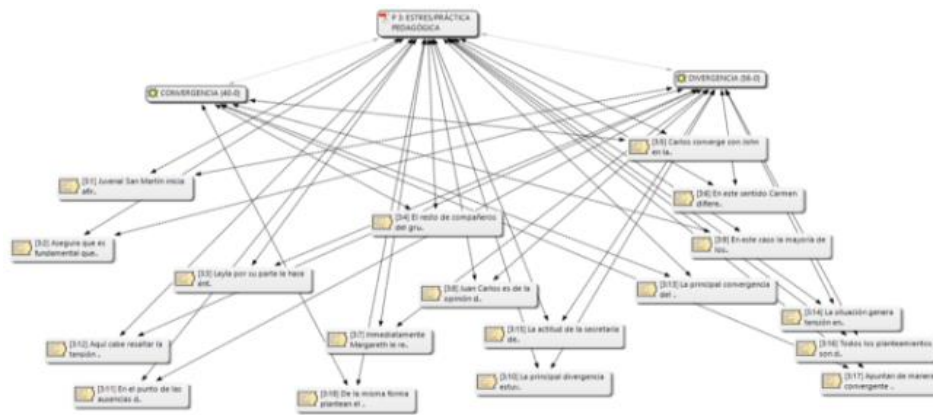 P 3: ESTRES/PRÁCTICA
PEDAGÓGICA
CONVERGENCIA (40-0)
DIVERGENCIA (56-0)
[3:5] Carlos converge con John
en la..
[3:1] Juvenal San Martín inicia
afir..
[3:6] En este sentido Carmen
difiere..
[3:4] El resto de compañeros
del gru..
[3:2] Asegura que es
fundamental que..
[3:9] En este caso la mayoría de
los..
[3:3] Leyla por su parte le hace
ent..
[3:8] Juan Carlos es de la
opinión d..
[3:13] La principal convergencia
del ..
[3:14] La situación genera
tensión en..
[3:7] Inmediatamente
Margareth le re..
[3:15] La actitud de la secretaria
de..
[3:12] Aquí cabe resaltar la
tensión ..
[3:16] Todos los planteamientos
son d..
[3:11] En el punto de las
ausencias d..
[3:10] La principal divergencia
estuv..
[3:17] Apuntan de manera
convergente ..
De la misma forma
plantean el ..